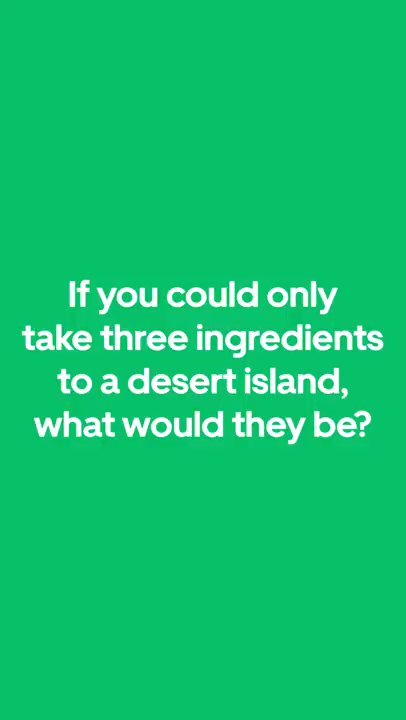 If you could only
take three ingredients
to a desert island,
what would they be?